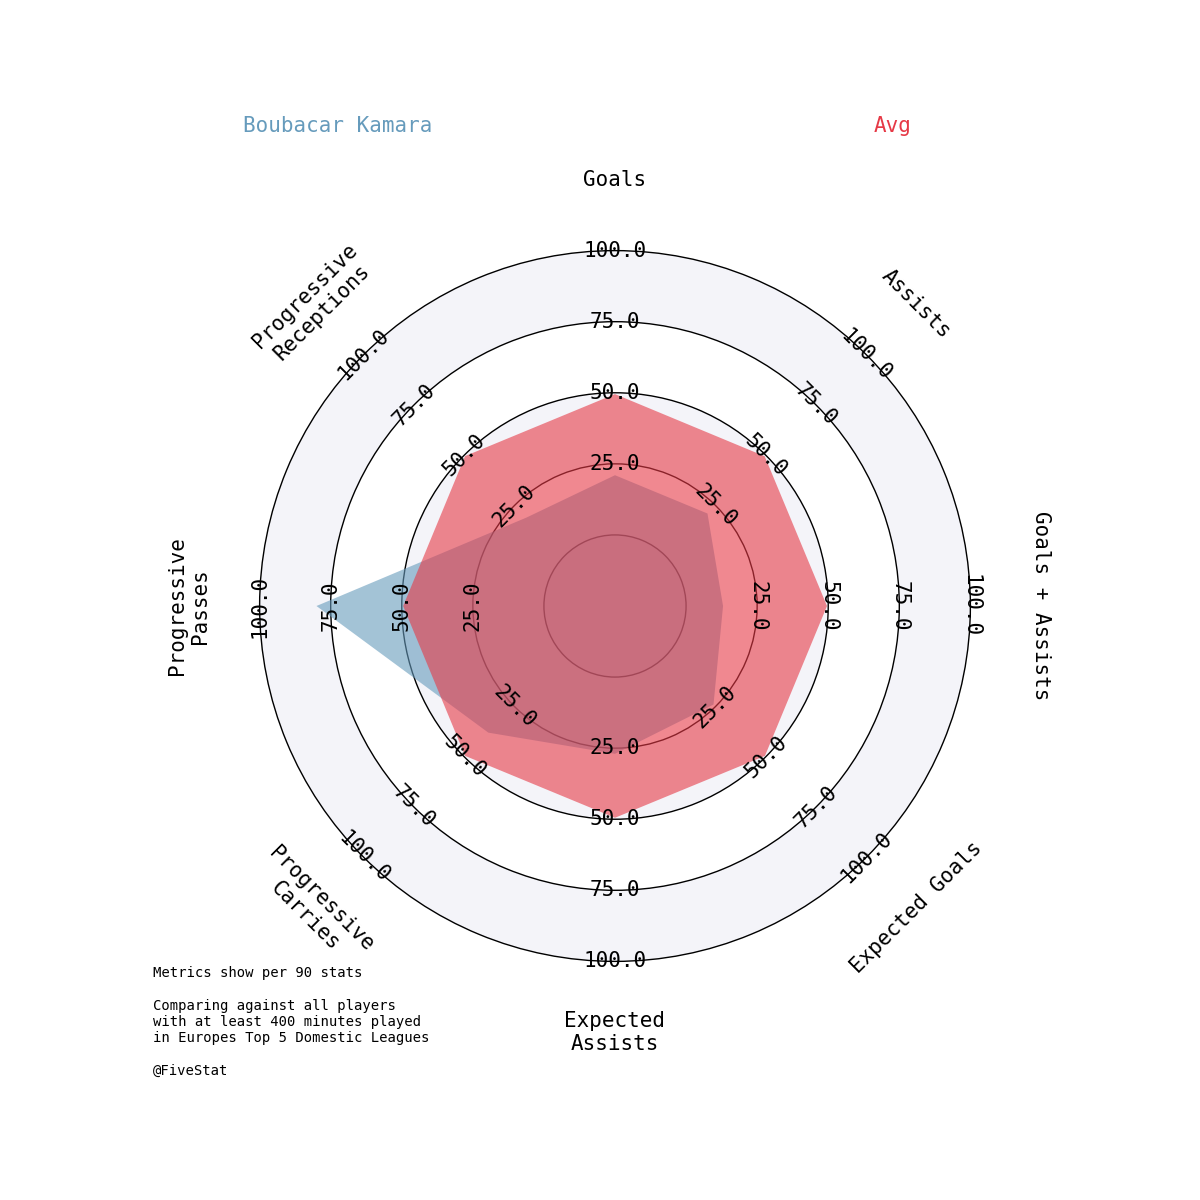 Boubacar Kamara
Avg
Goals
Progressive
Receptions
Assists
100.0
100.0
100.0
75.0
75.0
75.0
50.0
50.0
50.0
25.0
25.0
25.0
Progressive
Passes
100.0
75.0
50.0
25.0
25.0
50.0
75.0
100.0
Goals + Assists
25.0
25.0
25.0
50.0
50.0
50.0
75.0
75.0
75.0
100.0
100.0
100.0
Progressive
Carries
Expected Goals
Expected
Assists
Metrics show per 90 stats
Comparing against all players
with at least 400 minutes played
in Europes Top 5 Domestic Leagues
@FiveStat